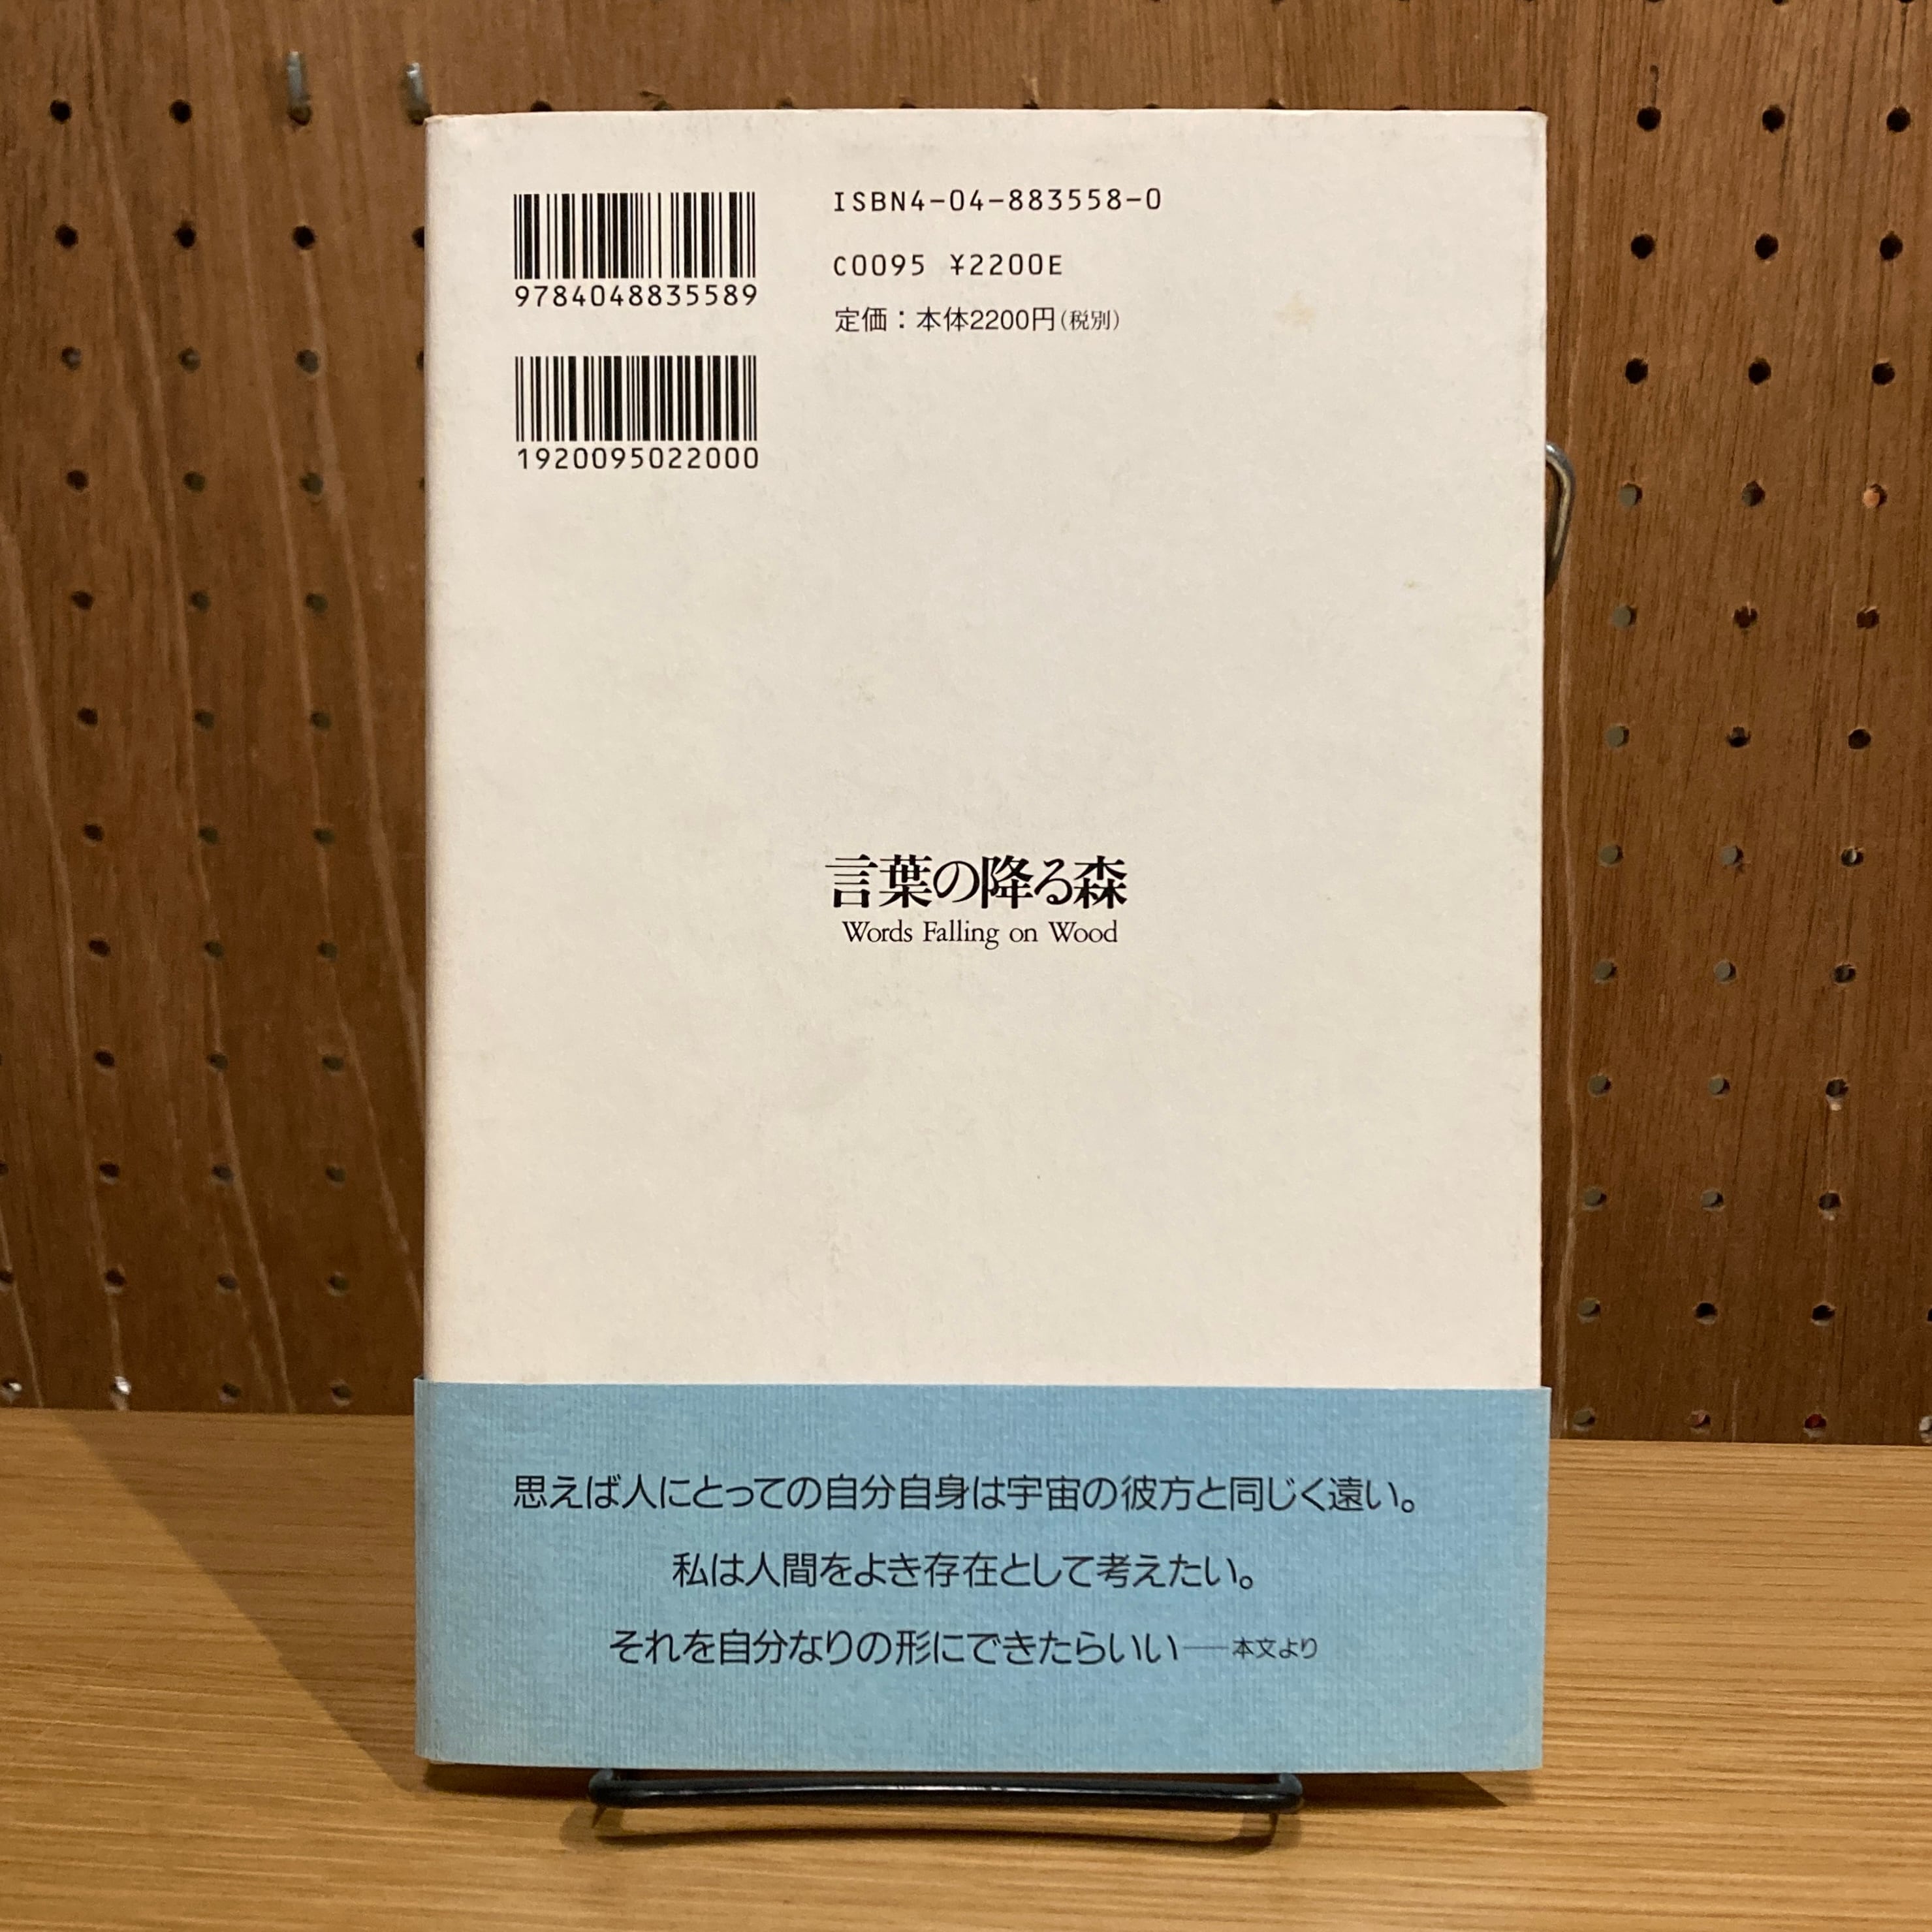 9784048835589
ISBN4-04-883558-0
C0095 ¥2200E
定価：本体2200円(税別)
1920095022000
言葉の降る森
Words Falling on Wood
思えば人にとっての自分自身は宇宙の彼方と同じく遠い。
私は人間をよき存在として考えたい。
それを自分なりの形にできたらいい――本文より